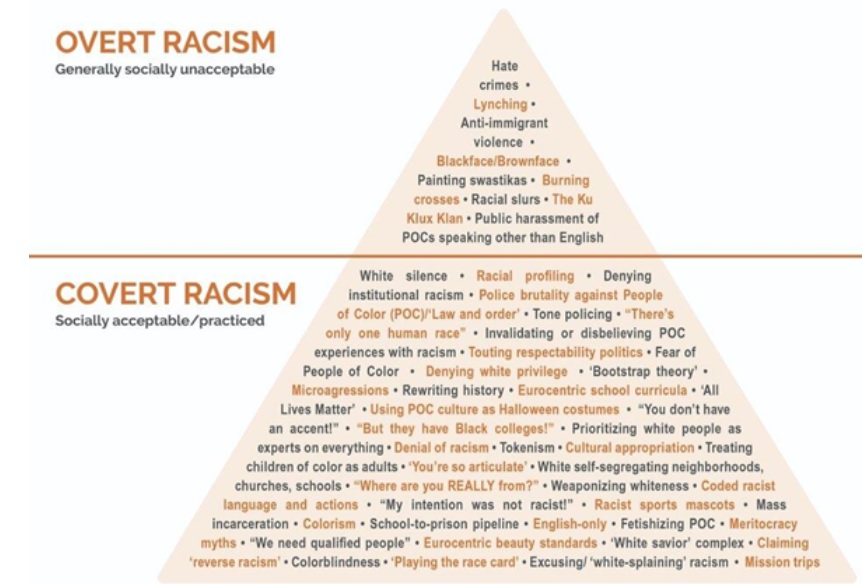 OVERT RACISM
Generally socially unacceptable
Hate
crimes •
Lynching •
Anti-immigrant
violence •
Blackface/Brownface •
Painting swastikas • Burning
crosses • Racial slurs • The Ku
Klux Klan • Public harassment of
POCs speaking other than English
COVERT RACISM
Socially acceptable/practiced
White silence • Racial profiling • Denying
institutional racism • Police brutality against People
of Color (POC)/'Law and order' • Tone policing • "There's
only one human race" • Invalidating or disbelieving POC
experiences with racism • Touting respectability politics • Fear of
People of Color • Denying white privilege • 'Bootstrap theory' •
Microagressions • Rewriting history • Eurocentric school curricula • 'All
Lives Matter' • Using POC culture as Halloween costumes • "You don't have
an accent!" • "But they have Black colleges!" • Prioritizing white people as
experts on everything • Denial of racism • Tokenism • Cultural appropriation • Treating
children of color as adults • 'You're so articulate' • White self-segregating neighborhoods,
churches, schools • "Where are you REALLY from?" • Weaponizing whiteness • Coded racist
language and actions • "My intention was not racist!" • Racist sports mascots • Mass
incarceration • Colorism • School-to-prison pipeline • English-only • Fetishizing POC • Meritocracy
myths • "We need qualified people" • Eurocentric beauty standards • 'White savior' complex • Claiming
'reverse racism' • Colorblindness • 'Playing the race card' • Excusing/ 'white-splaining' racism • Mission trips